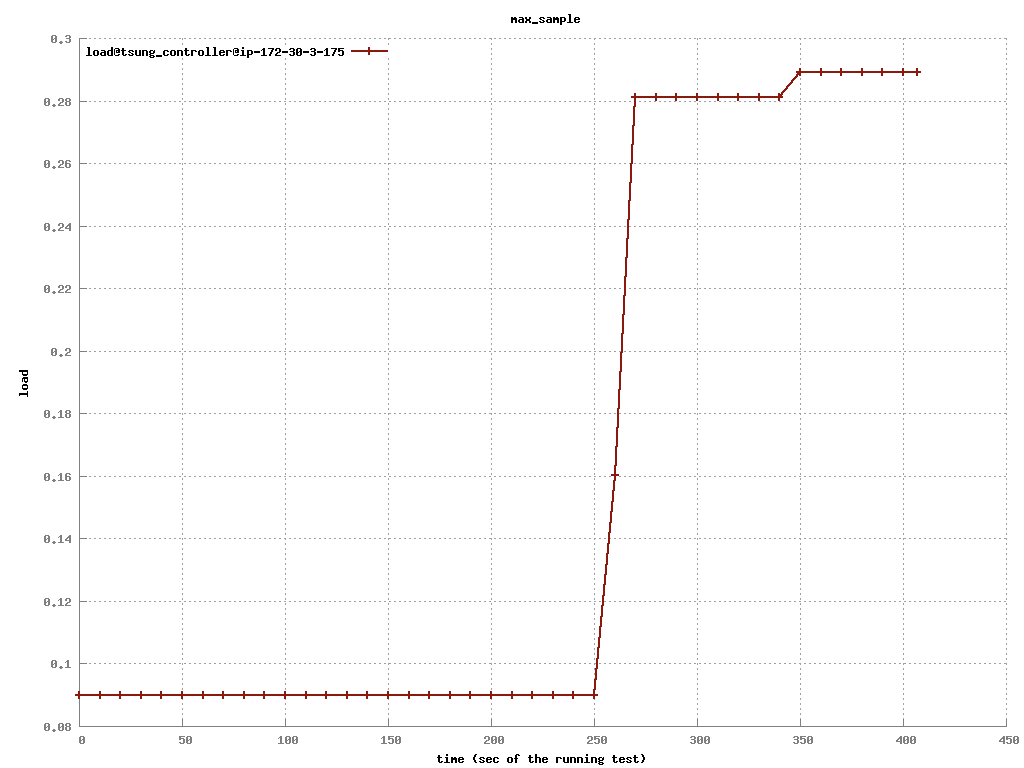 max_sample
load@tsung_controller@ip-172-30-3-175
0.3
0.28
0.26
0.24
0.22
0.2
0.18
0.16
0.14
0.12
0.1
0.08
load
0 50 100 150 200 250 300 350 400 450
time (sec of the running test)